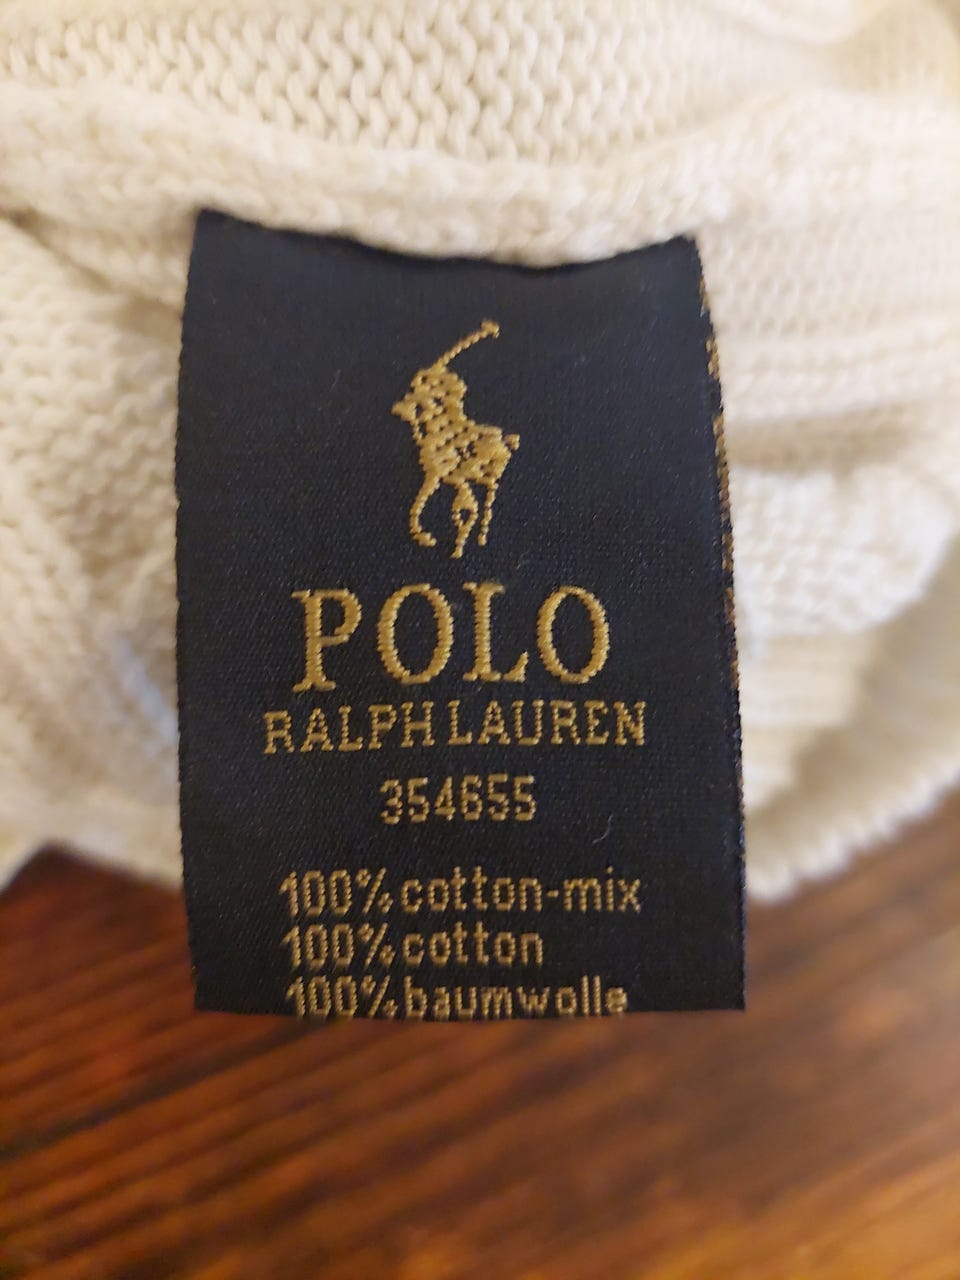 POLO
RALPH LAUREN
354655
100% cotton-mix
100% cotton
100% baumwolle